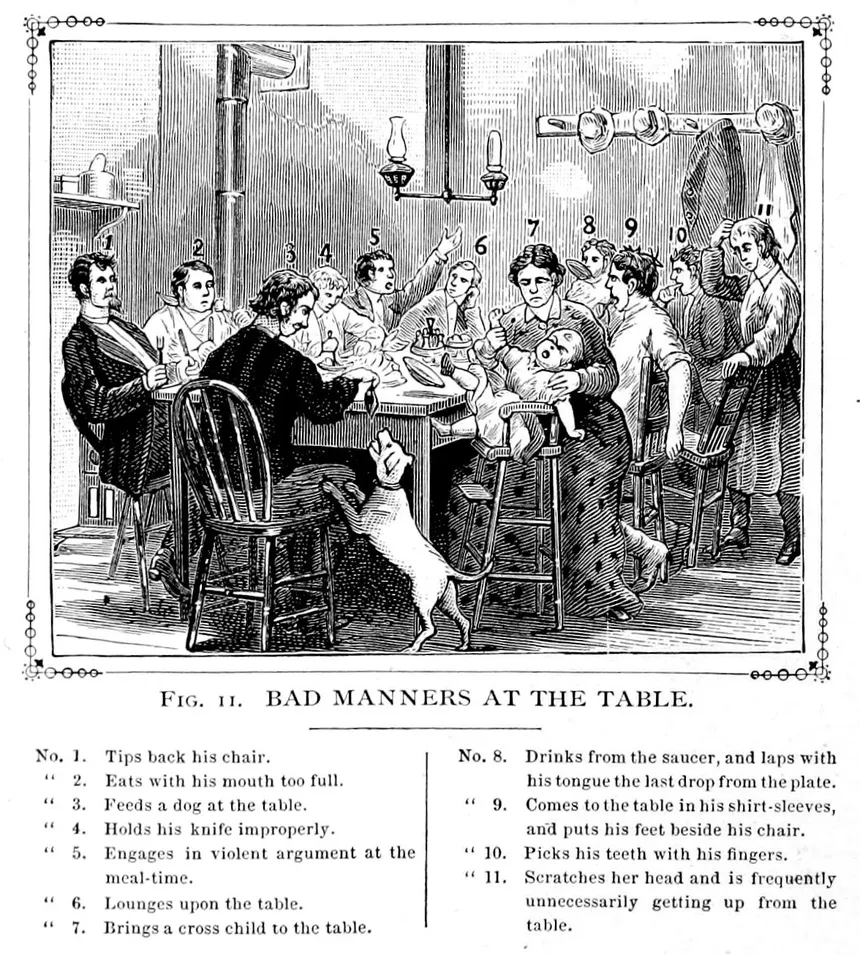 1
2
3
4
5
6
7
8
9
10
11
FIG. 11. BAD MANNERS AT THE TABLE.
No. 1. Tips back his chair.
" 2. Eats with his mouth too full.
" 3. Feeds a dog at the table.
" 4. Holds his knife improperly.
" 5. Engages in violent argument at the
meal-time.
" 6. Lounges upon the table.
" 7. Brings a cross child to the table.
No. 8. Drinks from the saucer, and laps with
his tongue the last drop from the plate.
" 9. Comes to the table in his shirt-sleeves,
and puts his feet beside his chair.
" 10. Picks his teeth with his fingers.
" 11. Scratches her head and is frequently
unnecessarily getting up from the
table.